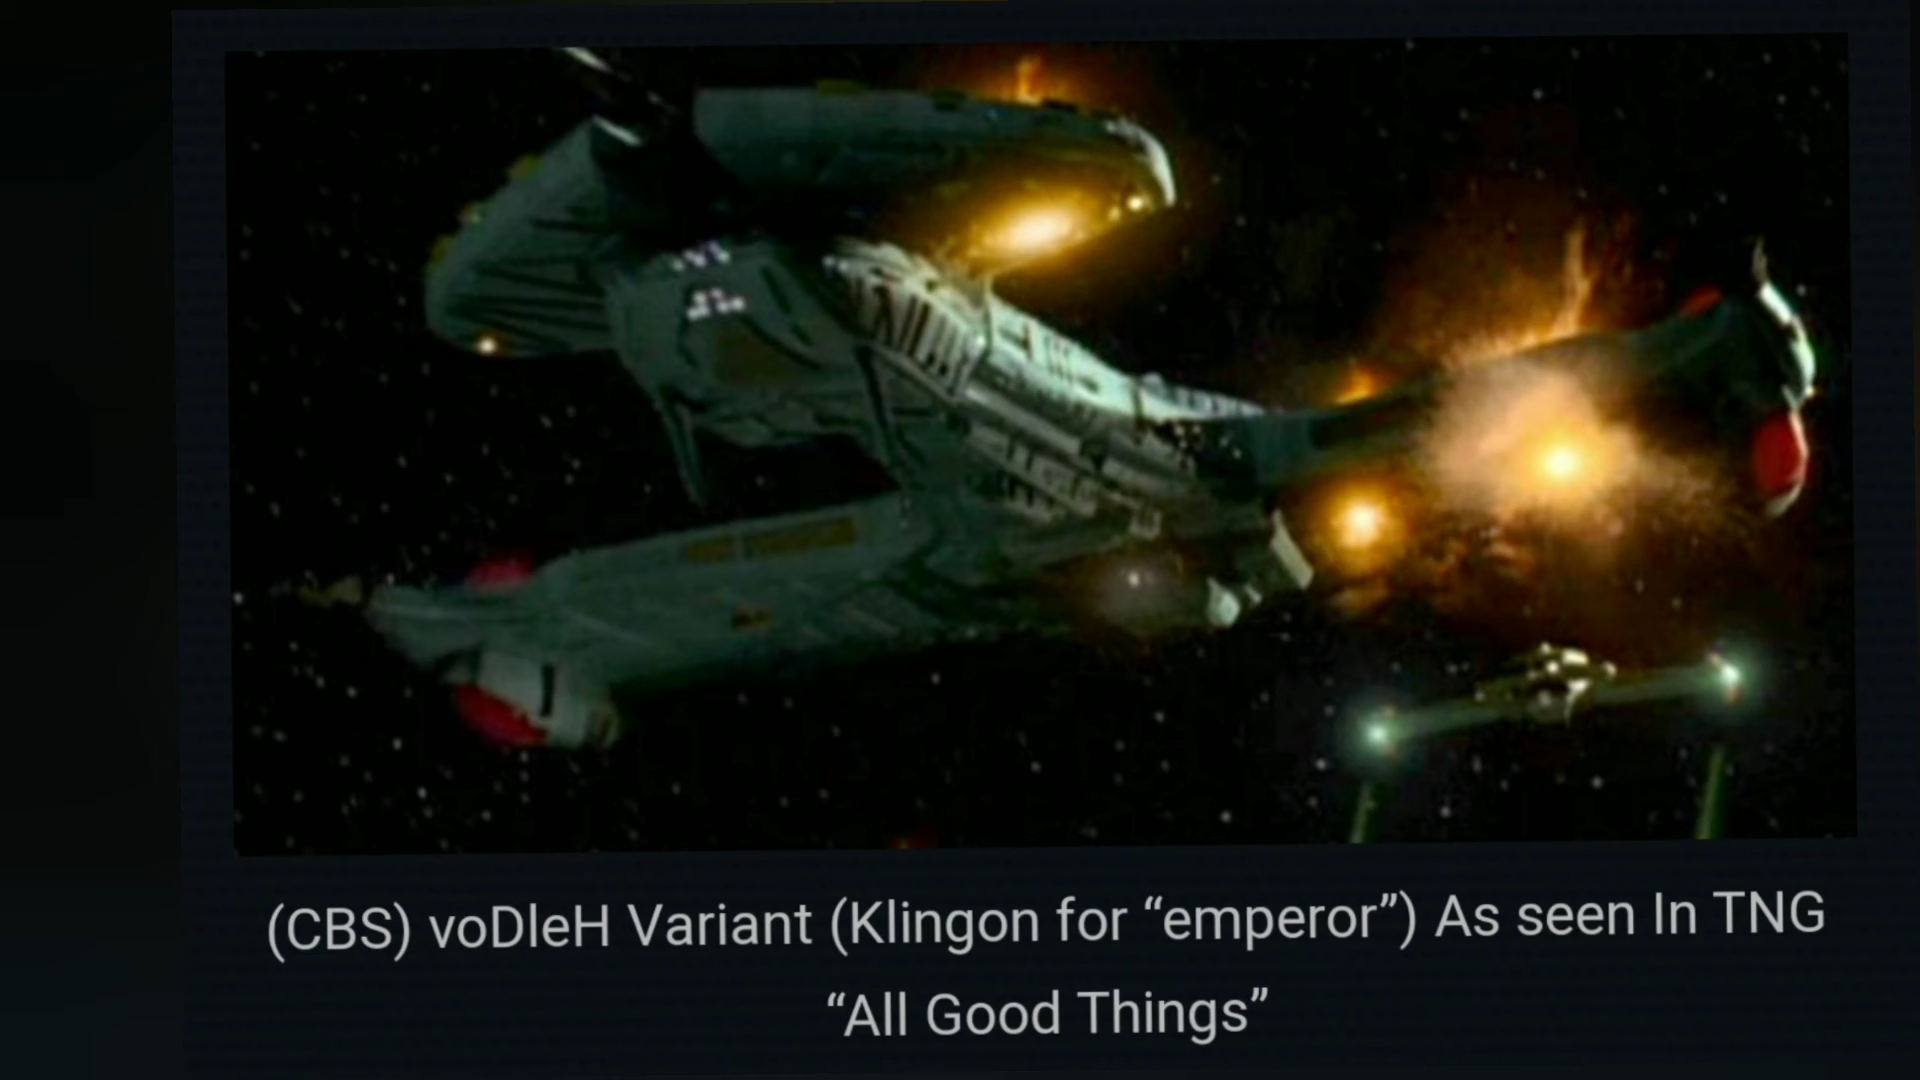 (CBS) voDleH Variant (Klingon for “emperor”) As seen In TNG
“All Good Things”